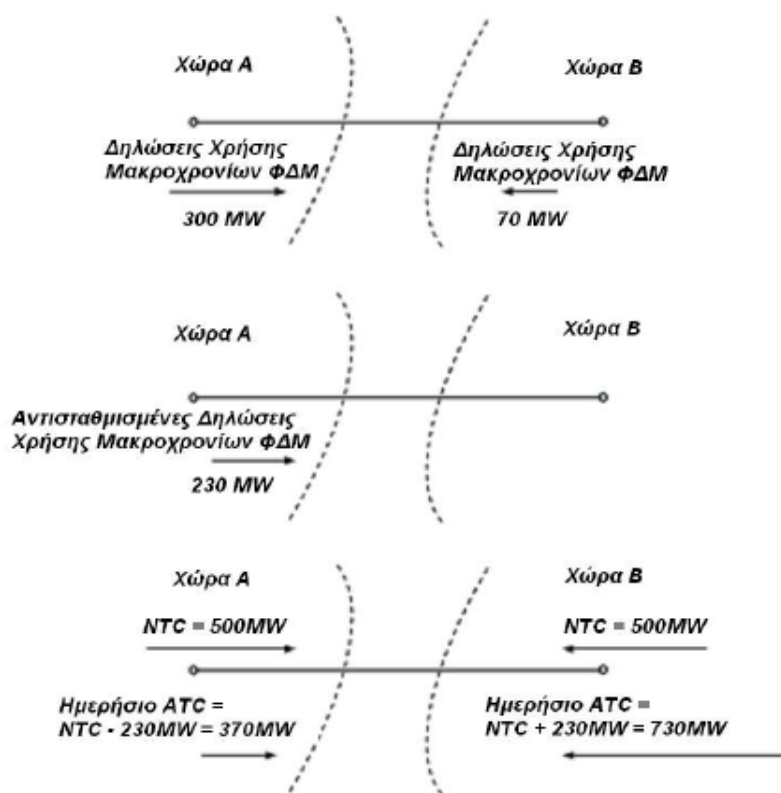 Χώρα Α
Χώρα Β
Δηλώσεις Χρήσης
Μακροχρονίων ΦΔΜ
300 MW
Δηλώσεις Χρήσης
Μακροχρονίων ΦΔΜ
70 MW
Χώρα Α
Χώρα Β
Αντισταθμισμένες Δηλώσεις
Χρήσης Μακροχρονίων ΦΔΜ
230 MW
Χώρα Α
Χώρα Β
NTC = 500MW
NTC = 500MW
Ημερήσιο ATC =
NTC - 230MW = 370MW
Ημερήσιο ATC =
NTC + 230MW = 730MW